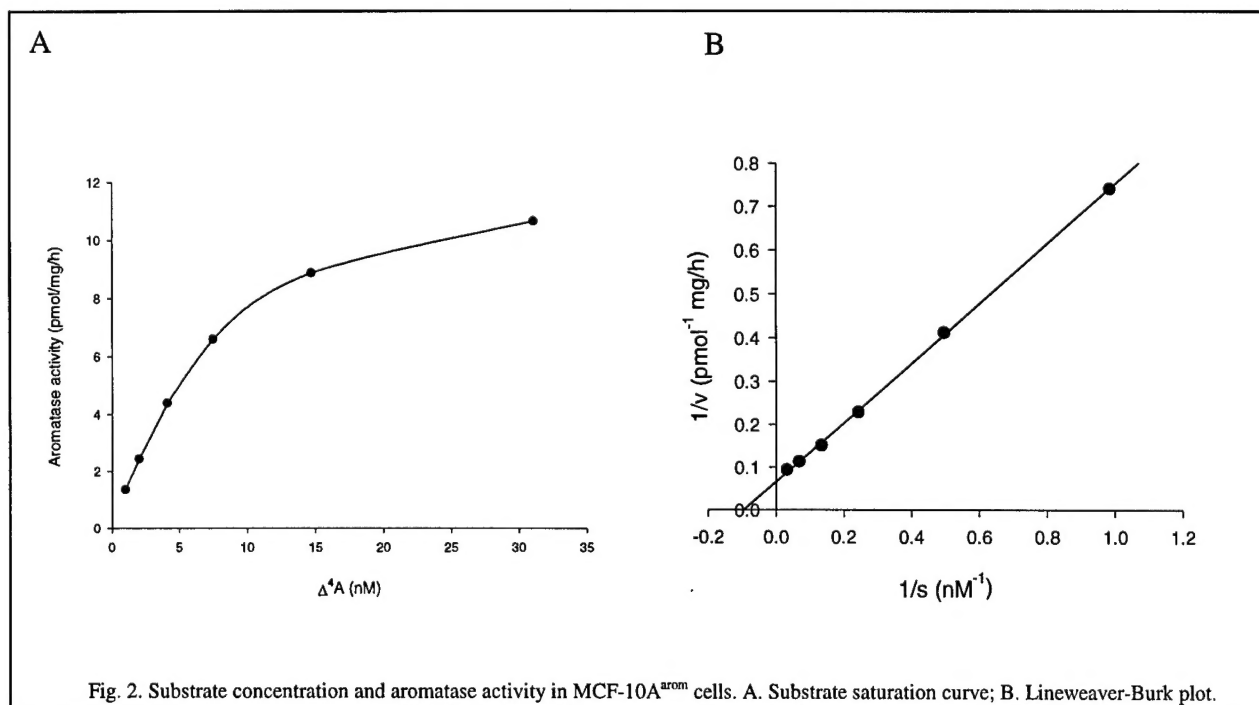 A
B
12
10
8
6
4
2
0
Aromatase activity (pmol/mg/h)
0 5 10 15 20 25 30 35
Δ⁴A (nM)
0.8
0.7
0.6
0.5
0.4
0.3
0.2
0.1
0.0
1/v (pmol⁻¹ mg/h)
-0.2 0.0 0.2 0.4 0.6 0.8 1.0 1.2
1/s (nM⁻¹)
Fig. 2. Substrate concentration and aromatase activity in MCF-10Aᵃʳᵒᵐ cells. A. Substrate saturation curve; B. Lineweaver-Burk plot.